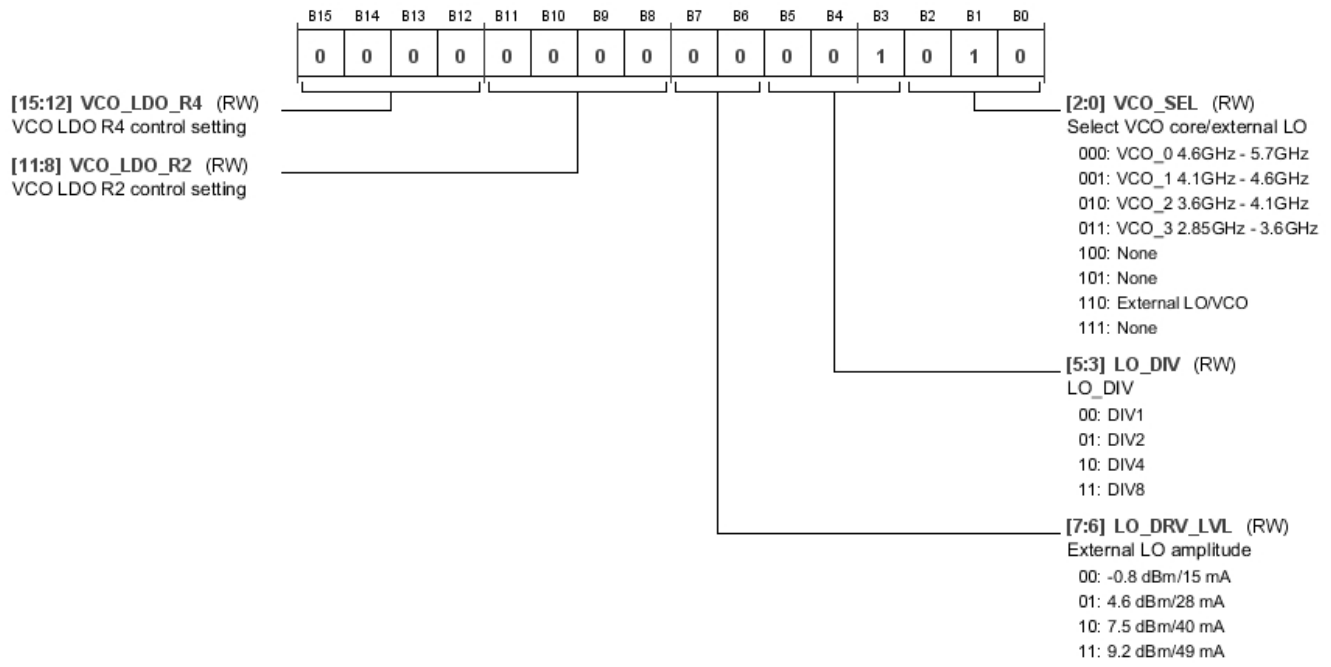 B15 B14 B13 B12 B11 B10 B9 B8 B7 B6 B5 B4 B3 B2 B1 B0
0 0 0 0 0 0 0 0 0 0 0 0 1 0 1 0
[15:12] VCO_LDO_R4 (RW)
VCO LDO R4 control setting
[11:8] VCO_LDO_R2 (RW)
VCO LDO R2 control setting
[2:0] VCO_SEL (RW)
Select VCO core/external LO
000: VCO_0 4.6GHz - 5.7GHz
001: VCO_1 4.1GHz - 4.6GHz
010: VCO_2 3.6GHz - 4.1GHz
011: VCO_3 2.85GHz - 3.6GHz
100: None
101: None
110: External LO/VCO
111: None
[5:3] LO_DIV (RW)
LO_DIV
00: DIV1
01: DIV2
10: DIV4
11: DIV8
[7:6] LO_DRV_LVL (RW)
External LO amplitude
00: -0.8 dBm/15 mA
01: 4.6 dBm/28 mA
10: 7.5 dBm/40 mA
11: 9.2 dBm/49 mA